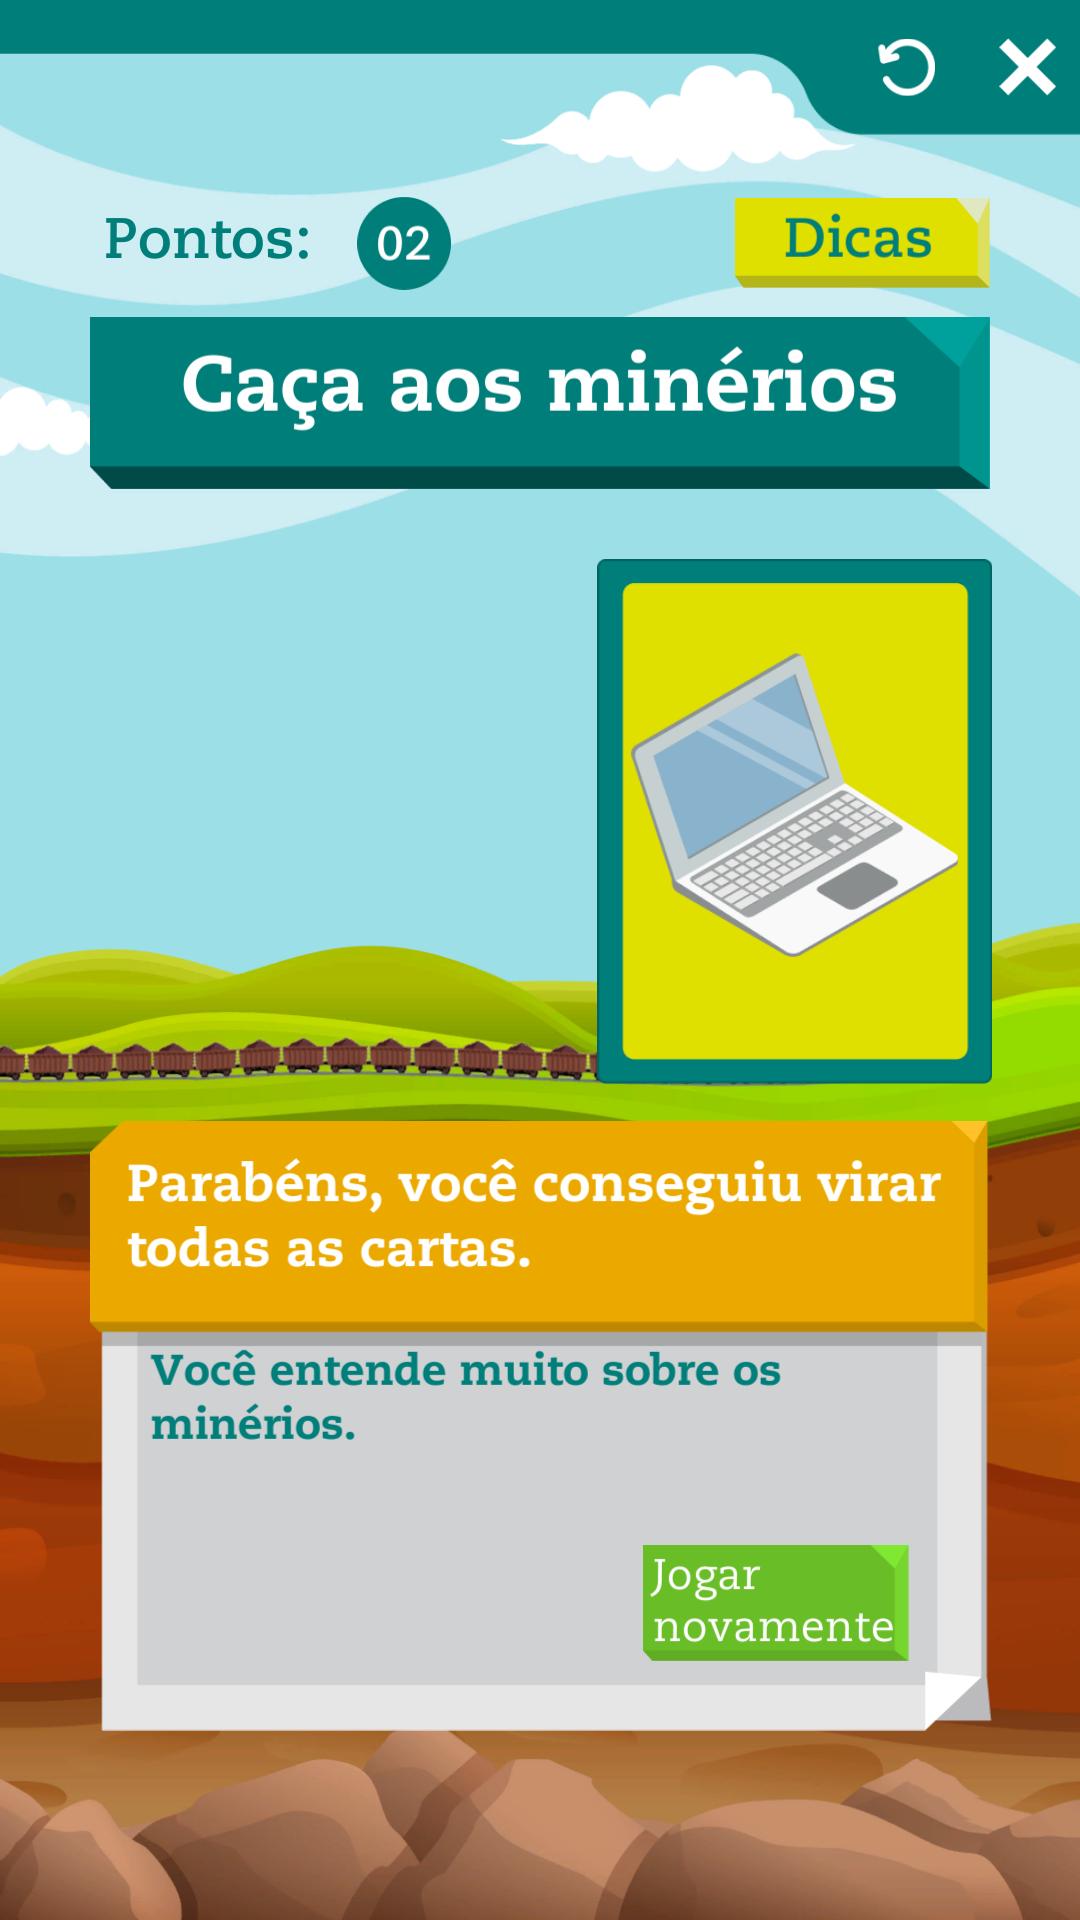 Pontos: 02 Dicas
Caça aos minérios
Parabéns, você conseguiu virar
todas as cartas.
Você entende muito sobre os
minérios.
Jogar
novamente